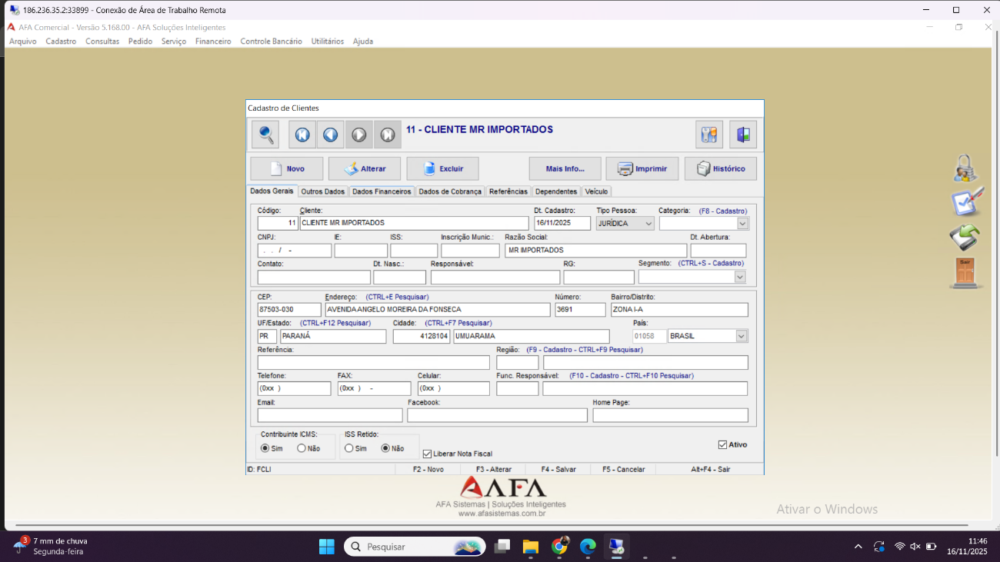 186.236.35.2:33899 - Conexão de Área de Trabalho Remota
AFA Comercial - Versão 5.168.00 - AFA Soluções Inteligentes
Arquivo Cadastro Consultas Pedido Serviço Financeiro Controle Bancário Utilitários Ajuda
Cadastro de Clientes
11 - CLIENTE MR IMPORTADOS
Novo Alterar Excluir Mais Info... Imprimir Histórico
Dados Gerais Outros Dados Dados Financeiros Dados de Cobrança Referências Dependentes Veículo
Código: Cliente: Dt. Cadastro: Tipo Pessoa: Categoria: (F8 - Cadastro)
11 CLIENTE MR IMPORTADOS 16/11/2025 JURÍDICA
CNPJ: IE: ISS: Inscrição Munic.: Razão Social: Dt. Abertura:
. . / - MR IMPORTADOS
Contato: Dt. Nasc.: Responsável: RG: Segmento: (CTRL+S - Cadastro)
CEP: Endereço: (CTRL+E Pesquisar) Número: Bairro/Distrito:
87503-030 AVENIDA ANGELO MOREIRA DA FONSECA 3691 ZONA I-A
UF/Estado: (CTRL+F12 Pesquisar) Cidade: (CTRL+F7 Pesquisar) País:
PR PARANÁ 4128104 UMUARAMA 01058 BRASIL
Referência: Região: (F9 - Cadastro - CTRL+F9 Pesquisar)
Telefone: FAX: Celular: Func. Responsável: (F10 - Cadastro - CTRL+F10 Pesquisar)
(0xx ) (0xx ) - (0xx )
Email: Facebook: Home Page:
Contribuinte ICMS: ISS Retido:
Sim Não Sim Não Liberar Nota Fiscal Ativo
ID: FCLI F2 - Novo F3 - Alterar F4 - Salvar F5 - Cancelar Alt+F4 - Sair
Sair
AFA
AFA Sistemas | Soluções Inteligentes
www.afasistemas.com.br
Ativar o Windows
3
7 mm de chuva
Segunda-feira
Pesquisar
11:46
16/11/2025